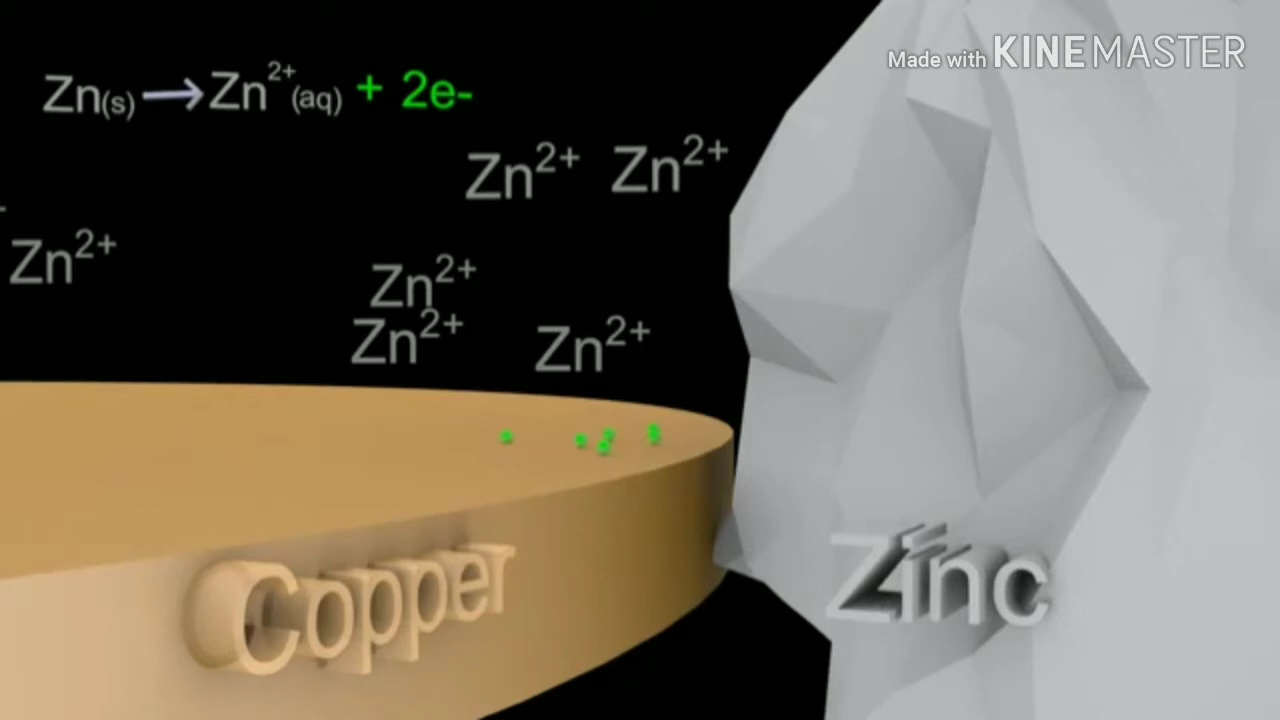 Made with KINEMASTER
Zn(s) → Zn²⁺(aq) + 2e-
Zn²⁺ Zn²⁺
Zn²⁺
Zn²⁺
Zn²⁺
Zn²⁺
Copper
Zinc